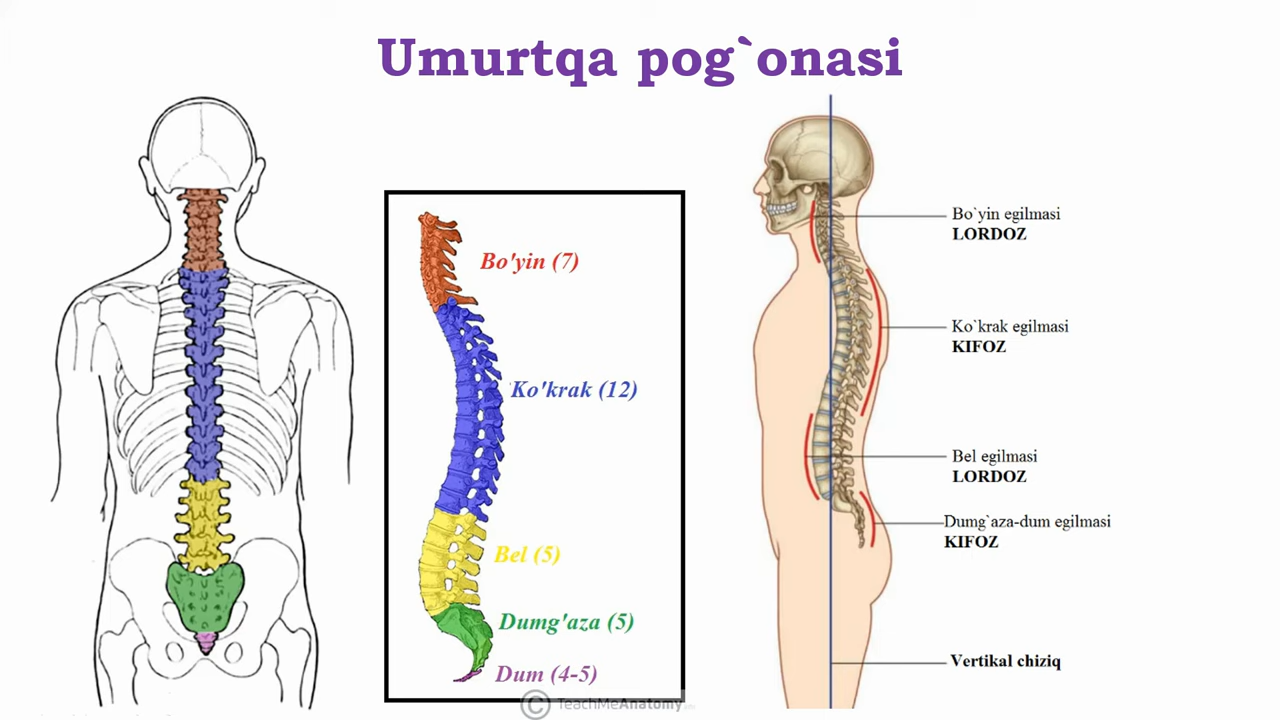 Umurtqa pog`onasi
Bo'yin (7)
Ko'krak (12)
Bel (5)
Dumg'aza (5)
Dum (4-5)
© TeachMeAnatomy
Bo`yin egilmasi
LORDOZ
Ko`krak egilmasi
KIFOZ
Bel egilmasi
LORDOZ
Dumg`aza-dum egilmasi
KIFOZ
Vertikal chiziq